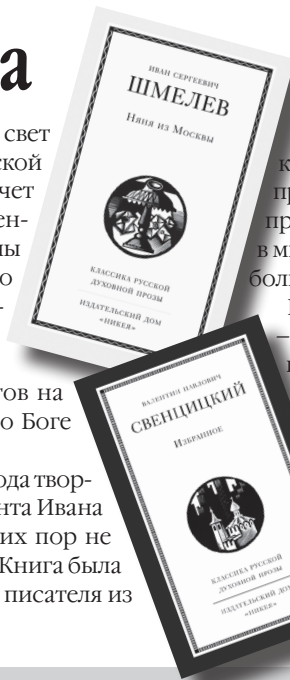 а
свет
ской
чет
ен-
ны
о
-
тов на
о Боге
ода твор-
нта Ивана
их пор не
Книга была
писателя из
ИВАН СЕРГЕЕВИЧ
ШМЕЛЕВ
Няня из Москвы
КЛАССИКА РУССКОЙ
ДУХОВНОЙ ПРОЗЫ
ИЗДАТЕЛЬСКИЙ ДОМ
«НИКЕЯ»
к
пр
пр
в м
боль
–
ВАЛЕНТИН ПАВЛОВИЧ
СВЕНЦИЦКИЙ
Избранное
КЛАССИКА РУССКОЙ
ДУХОВНОЙ ПРОЗЫ
ИЗДАТЕЛЬСКИЙ ДОМ
«НИКЕЯ»